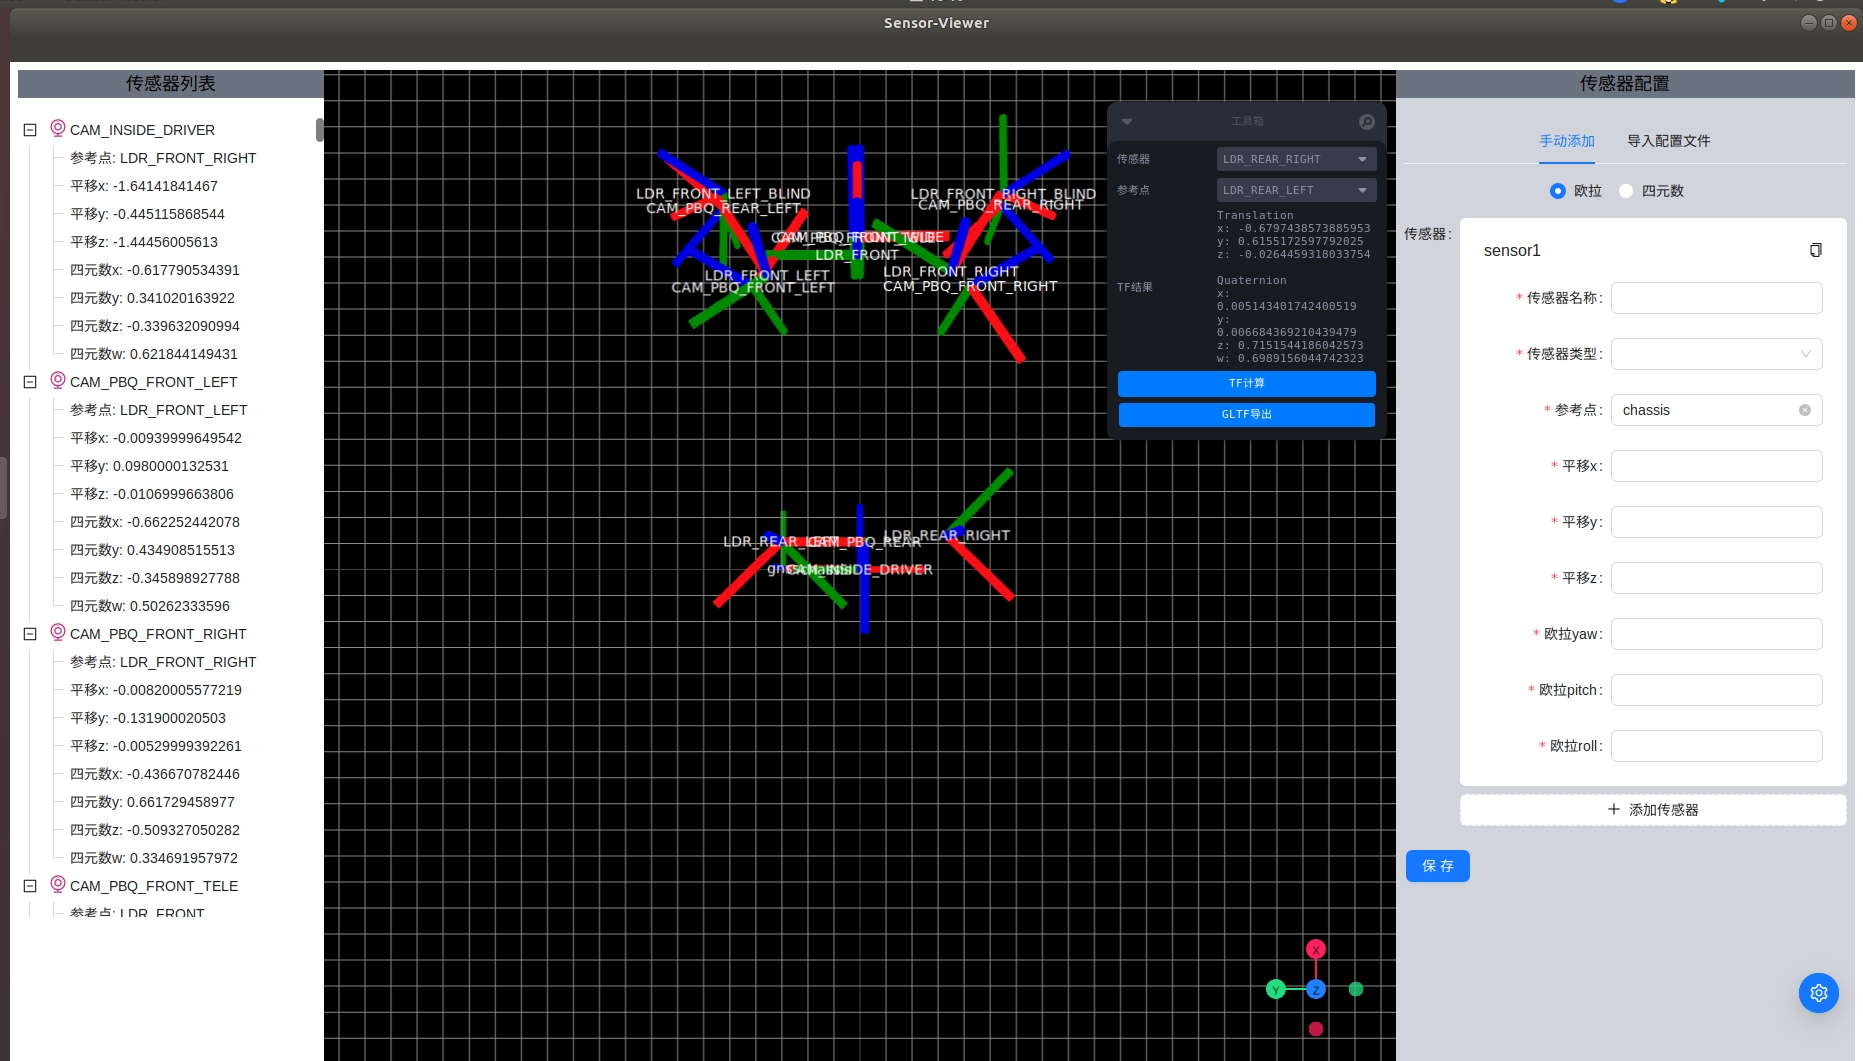 Sensor-Viewer
传感器列表
CAM_INSIDE_DRIVER
参考点: LDR_FRONT_RIGHT
平移x: -1.64141841467
平移y: -0.445115868544
平移z: -1.44456005613
四元数x: -0.617790534391
四元数y: 0.341020163922
四元数z: -0.339632090994
四元数w: 0.621844149431
CAM_PBQ_FRONT_LEFT
参考点: LDR_FRONT_LEFT
平移x: -0.00939999649542
平移y: 0.0980000132531
平移z: -0.0106999663806
四元数x: -0.662252442078
四元数y: 0.434908515513
四元数z: -0.345898927788
四元数w: 0.50262333596
CAM_PBQ_FRONT_RIGHT
参考点: LDR_FRONT_RIGHT
平移x: -0.00820005577219
平移y: -0.131900020503
平移z: -0.00529999392261
四元数x: -0.436670782446
四元数y: 0.661729458977
四元数z: -0.509327050282
四元数w: 0.334691957972
CAM_PBQ_FRONT_TELE
参考点: LDR_FRONT
LDR_FRONT_LEFT_BLIND
CAM_PBQ_REAR_LEFT
LDR_FRONT_RIGHT_BLIND
CAM_PBQ_REAR_RIGHT
LDR_FRONT
LDR_FRONT_LEFT
CAM_PBQ_FRONT_LEFT
LDR_FRONT_RIGHT
CAM_PBQ_FRONT_RIGHT
LDR_REAR_LEFT
CAM_PBQ_REAR
LDR_REAR_RIGHT
CAM_INSIDE_DRIVER
工具箱
传感器 LDR_REAR_RIGHT
参考点 LDR_REAR_LEFT
TF结果
Translation
x: -0.6797438573885953
y: 0.6155172597792025
z: -0.0264459318033754
Quaternion
x:
0.005143401742400519
y:
0.006684369210439479
z: 0.7151544186042573
w: 0.6989156044742323
TF计算
GLTF导出
X
Y
Z
传感器配置
手动添加 导入配置文件
欧拉 四元数
传感器:
sensor1
* 传感器名称:
* 传感器类型:
* 参考点: chassis
* 平移x:
* 平移y:
* 平移z:
* 欧拉yaw:
* 欧拉pitch:
* 欧拉roll:
+ 添加传感器
保 存